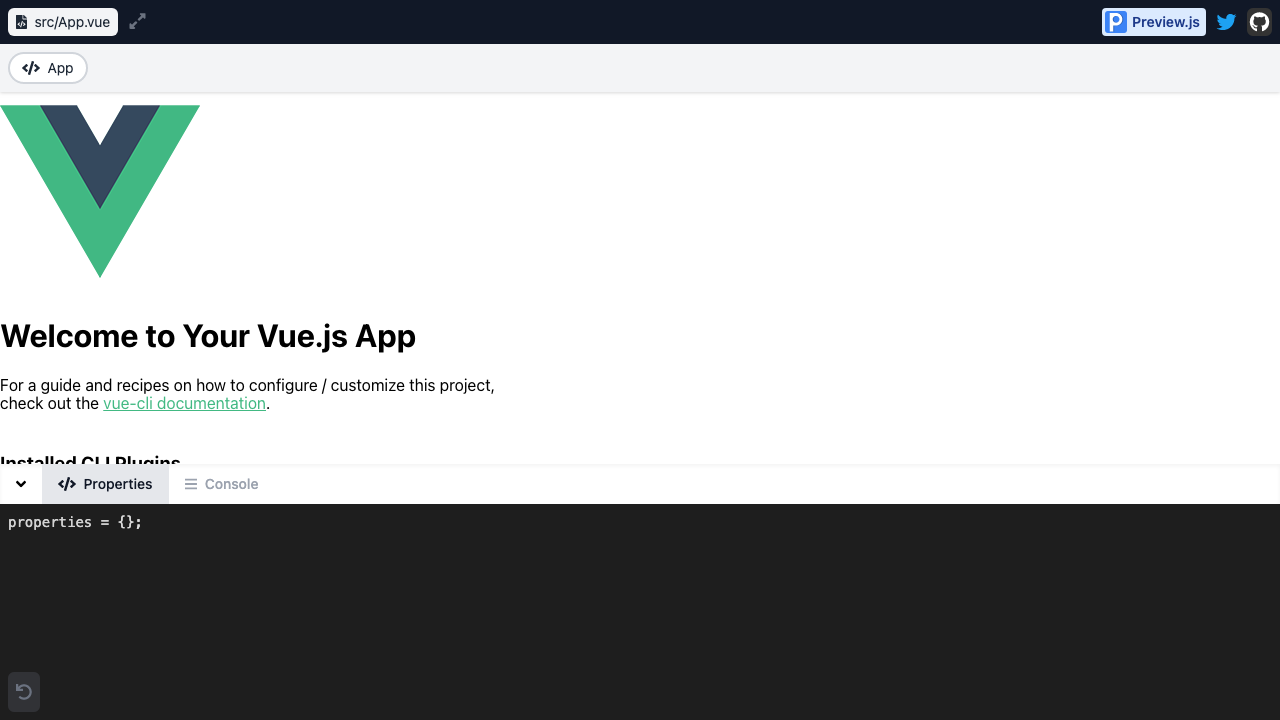 src/App.vue
Preview.js
App
Welcome to Your Vue.js App
For a guide and recipes on how to configure / customize this project,
check out the vue-cli documentation.
Installed CLI Plugins
Properties
Console
properties = {};